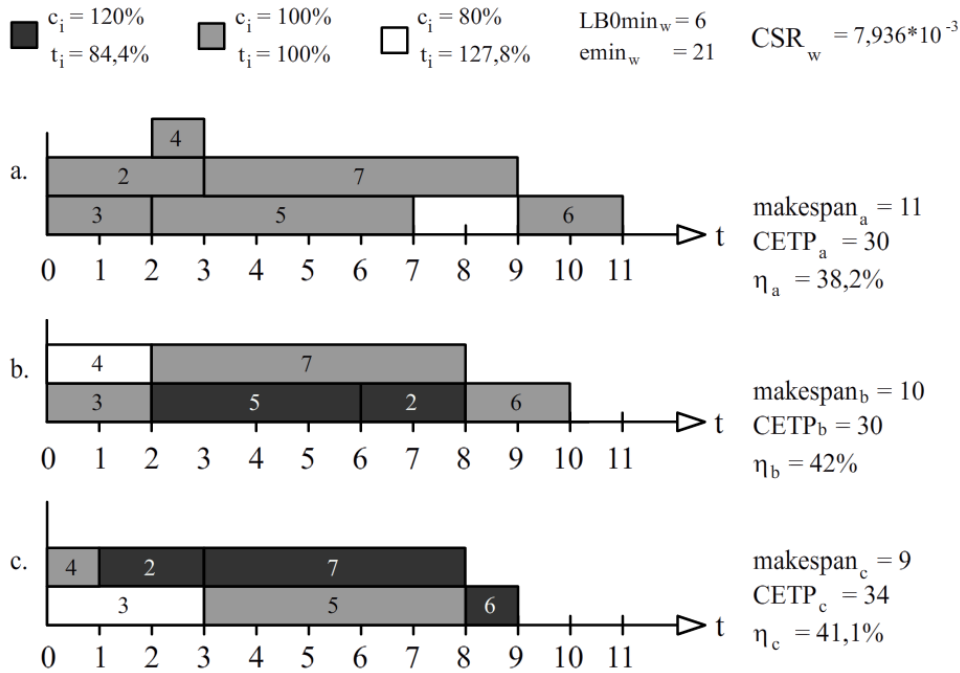 c_i = 120%
t_i = 84,4%
c_i = 100%
t_i = 100%
c_i = 80%
t_i = 127,8%
LB0min_w = 6
emin_w = 21
CSR_w = 7,936*10^-3
a.
4
2 7
3 5 6
t
0 1 2 3 4 5 6 7 8 9 10 11
makespan_a = 11
CETP_a = 30
η_a = 38,2%
b.
4 7
3 5 2 6
t
0 1 2 3 4 5 6 7 8 9 10 11
makespan_b = 10
CETP_b = 30
η_b = 42%
c.
4 2 7
3 5 6
t
0 1 2 3 4 5 6 7 8 9 10 11
makespan_c = 9
CETP_c = 34
η_c = 41,1%